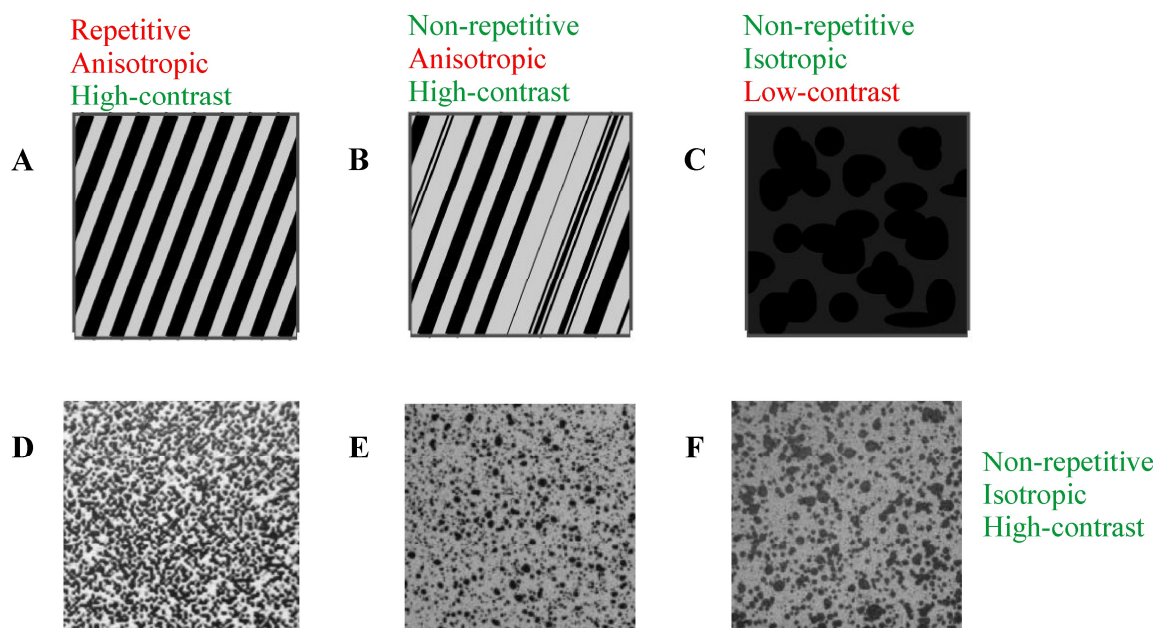 Repetitive
Anisotropic
High-contrast
Non-repetitive
Anisotropic
High-contrast
Non-repetitive
Isotropic
Low-contrast
A
B
C
D
E
F
Non-repetitive
Isotropic
High-contrast